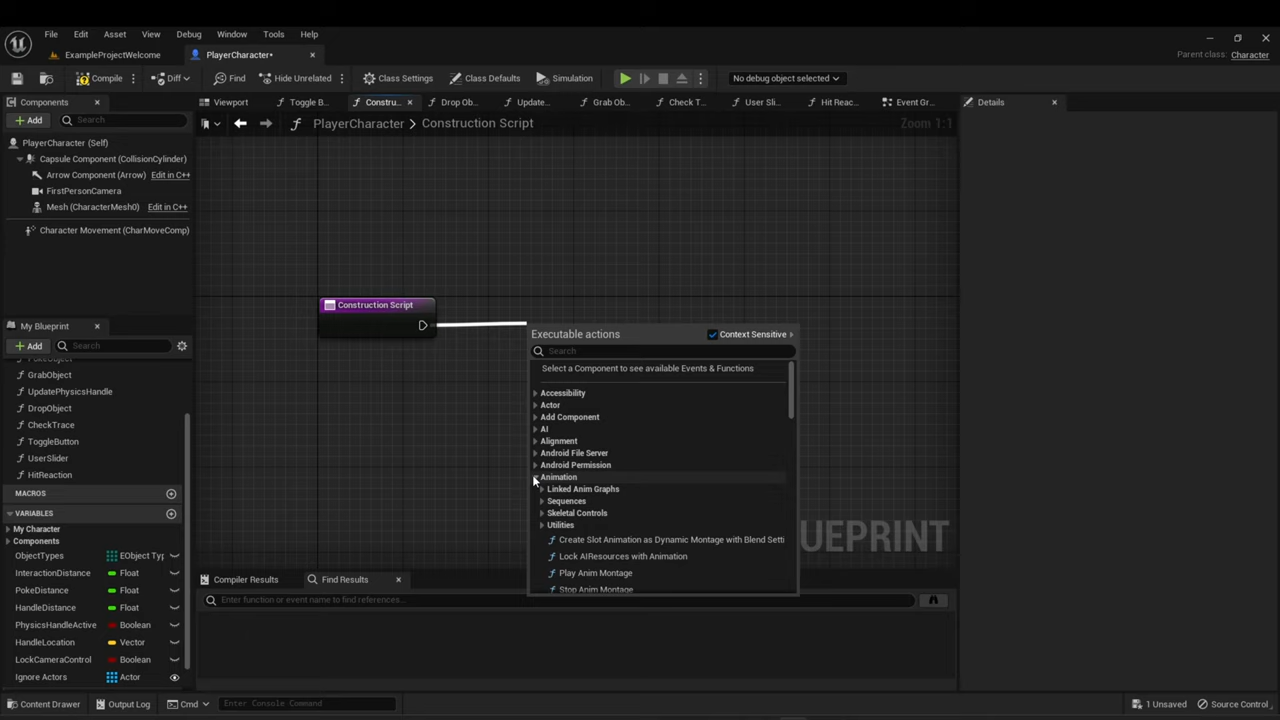 File Edit Asset View Debug Window Tools Help
ExampleProjectWelcome PlayerCharacter•
Parent class: Character
Compile Diff Find Hide Unrelated Class Settings Class Defaults Simulation No debug object selected
Components Viewport Toggle B... Constru... Drop Ob... Update... Grab Ob... Check T... User Sli... Hit Reac... Event Gr... Details
Add Search
PlayerCharacter > Construction Script Zoom 1:1
PlayerCharacter (Self)
Capsule Component (CollisionCylinder)
Arrow Component (Arrow) Edit in C++
FirstPersonCamera
Mesh (CharacterMesh0) Edit in C++
Character Movement (CharMoveComp)
Construction Script
Executable actions Context Sensitive
Search
Select a Component to see available Events & Functions
Accessibility
Actor
Add Component
AI
Alignment
Android File Server
Android Permission
Animation
Linked Anim Graphs
Sequences
Skeletal Controls
Utilities
Create Slot Animation as Dynamic Montage with Blend Setti
Lock AIResources with Animation
Play Anim Montage
Stop Anim Montage
BLUEPRINT
My Blueprint
Add Search
GrabObject
UpdatePhysicsHandle
DropObject
CheckTrace
ToggleButton
UserSlider
HitReaction
MACROS
VARIABLES
My Character
Components
ObjectTypes EObject Typ
InteractionDistance Float
PokeDistance Float
HandleDistance Float
PhysicsHandleActive Boolean
HandleLocation Vector
LockCameraControl Boolean
Ignore Actors Actor
Compiler Results Find Results
Enter function or event name to find references...
Content Drawer Output Log Cmd Enter Console Command 1 Unsaved Source Control